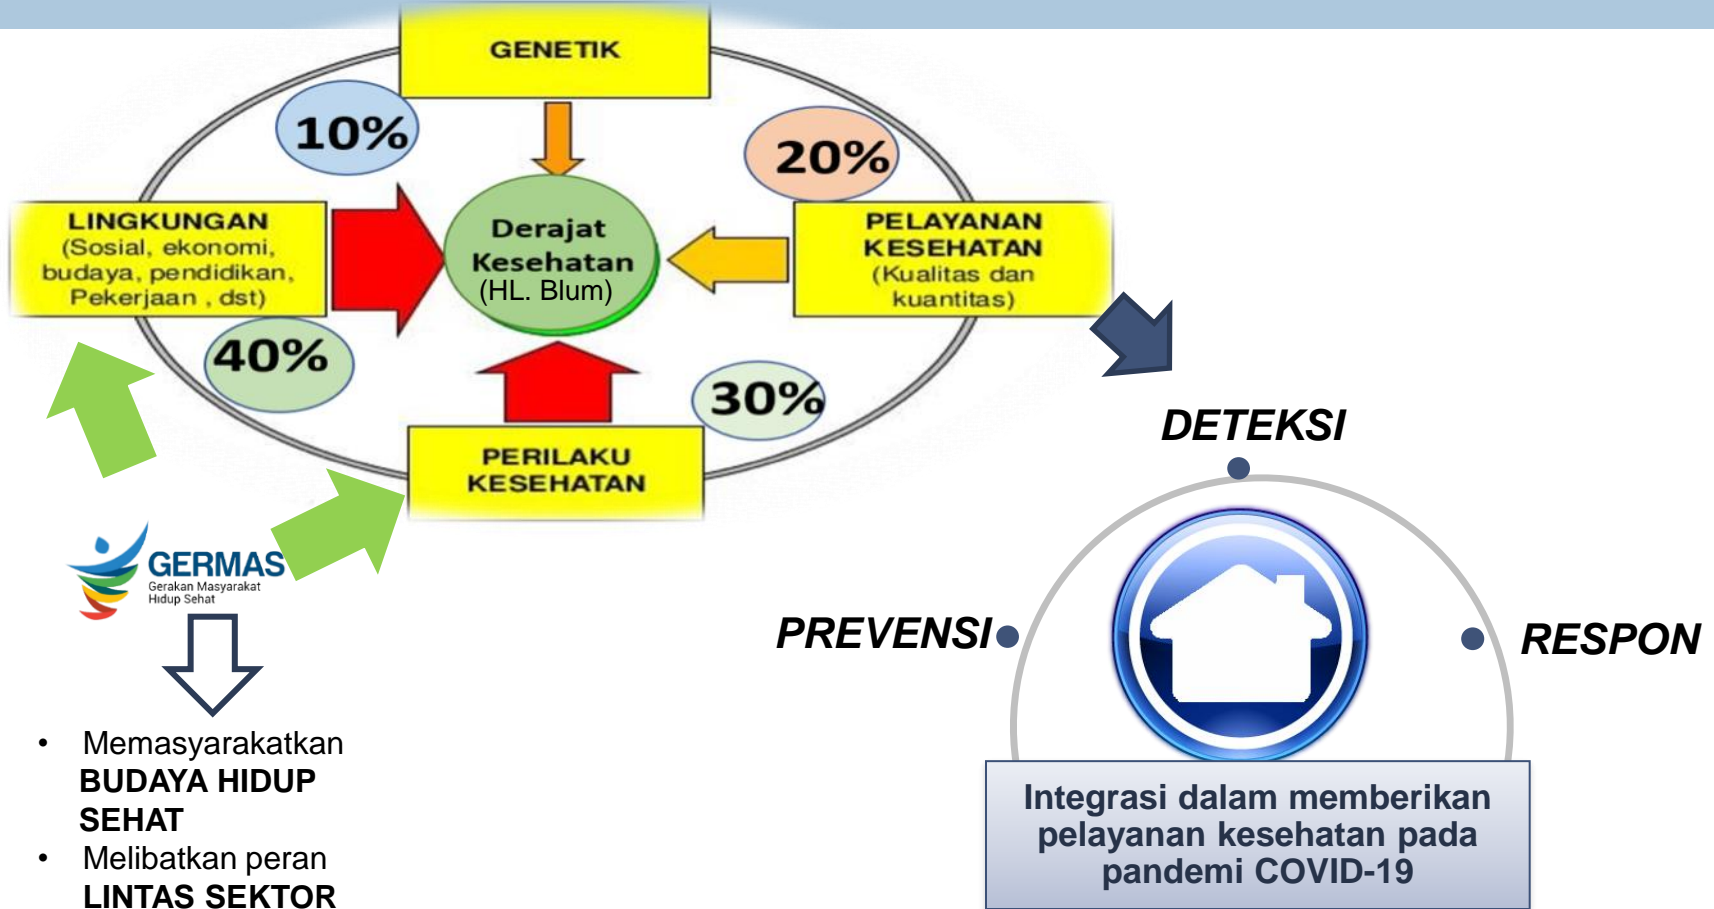 GENETIK
10%
20%
LINGKUNGAN
(Sosial, ekonomi,
budaya, pendidikan,
Pekerjaan , dst)
Derajat
Kesehatan
(HL. Blum)
PELAYANAN
KESEHATAN
(Kualitas dan
kuantitas)
40%
30%
PERILAKU
KESEHATAN
GERMAS
Gerakan Masyarakat
Hidup Sehat
• Memasyarakatkan
BUDAYA HIDUP
SEHAT
• Melibatkan peran
LINTAS SEKTOR
DETEKSI
PREVENSI
RESPON
Integrasi dalam memberikan
pelayanan kesehatan pada
pandemi COVID-19